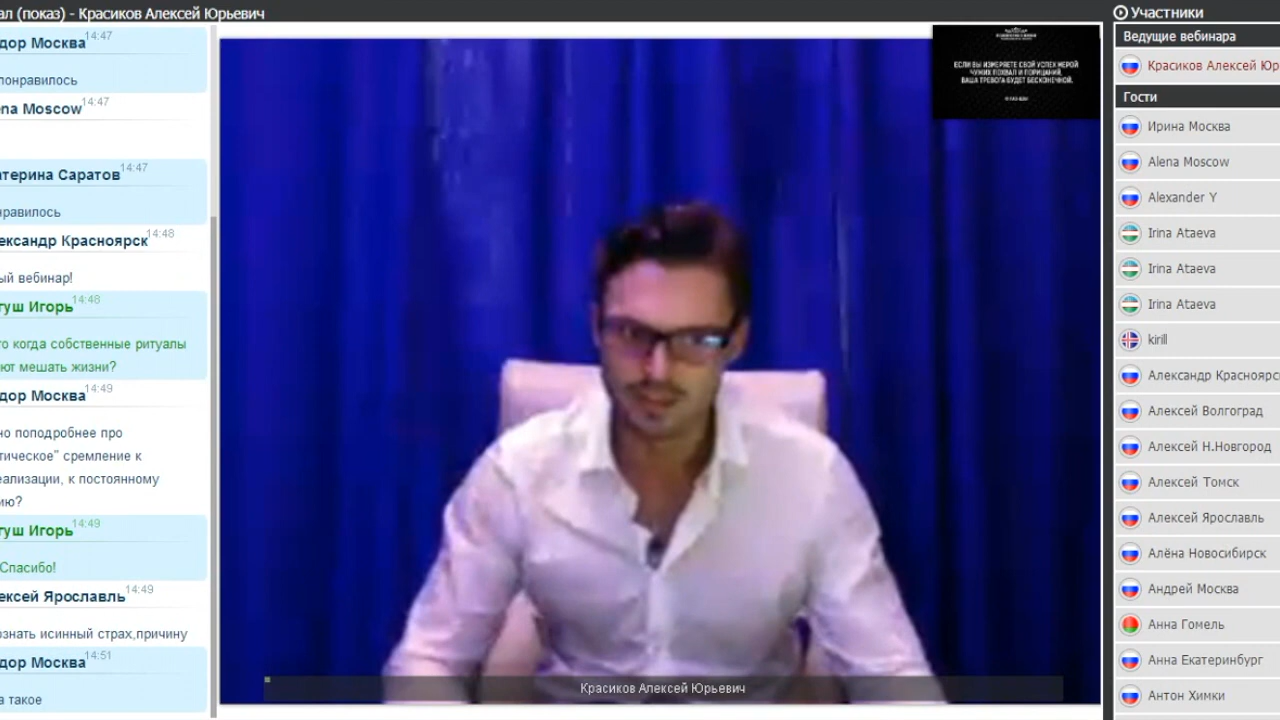 ал (показ) - Красиков Алексей Юрьевич
дор Москва 14:47
понравилось
na Moscow 14:47
атерина Саратов 14:47
нравилось
ександр Красноярск 14:48
ый вебинар!
туш Игорь 14:48
то когда собственные ритуалы
ют мешать жизни?
дор Москва 14:49
но поподробнее про
тическое" сремление к
еализации, к постоянному
ию?
туш Игорь 14:49
Спасибо!
ексей Ярославль 14:49
ознать исинный страх,причину
дор Москва 14:51
а такое
ЕСЛИ ВЫ ИЗМЕРЯЕТЕ СВОЙ УСПЕХ МЕРОЙ
ЧУЖИХ ПОХВАЛ И ПОРИЦАНИЙ,
ВАША ТРЕВОГА БУДЕТ БЕСКОНЕЧНОЙ.
Красиков Алексей Юрьевич
Участники
Ведущие вебинара
Красиков Алексей Юр
Гости
Ирина Москва
Alena Moscow
Alexander Y
Irina Ataeva
Irina Ataeva
Irina Ataeva
kirill
Александр Красноярс
Алексей Волгоград
Алексей Н.Новгород
Алексей Томск
Алексей Ярославль
Алёна Новосибирск
Андрей Москва
Анна Гомель
Анна Екатеринбург
Антон Химки